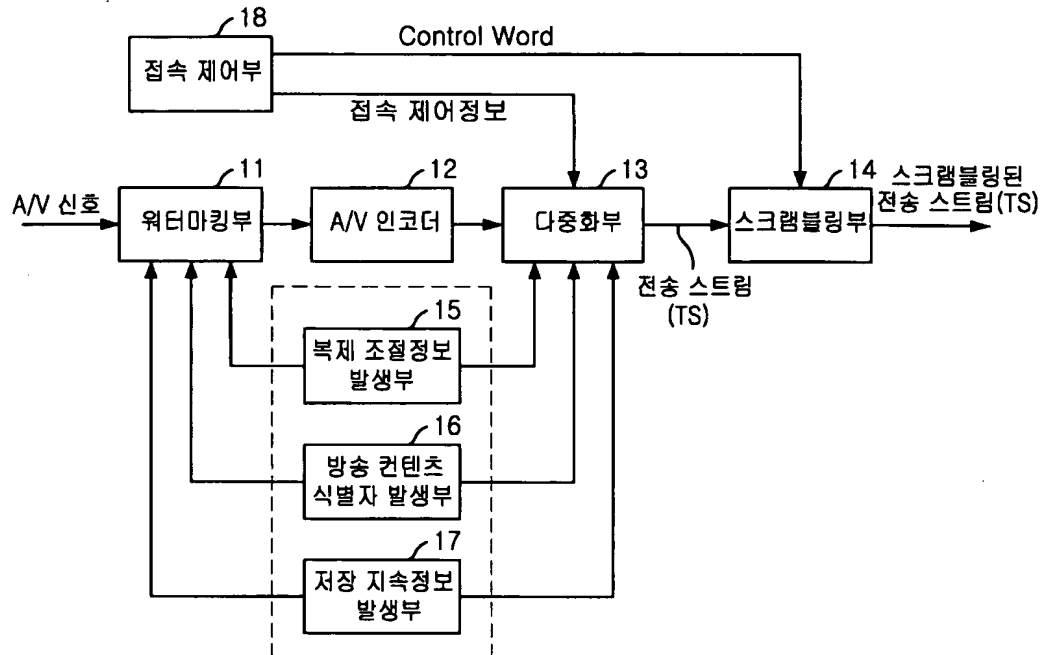 18
Control Word
접속 제어부
접속 제어정보
11
12
13
14
스크램블링된
전송 스트림(TS)
A/V 신호
워터마킹부
A/V 인코더
다중화부
스크램블링부
전송 스트림
(TS)
15
복제 조절정보
발생부
16
방송 컨텐츠
식별자 발생부
17
저장 지속정보
발생부